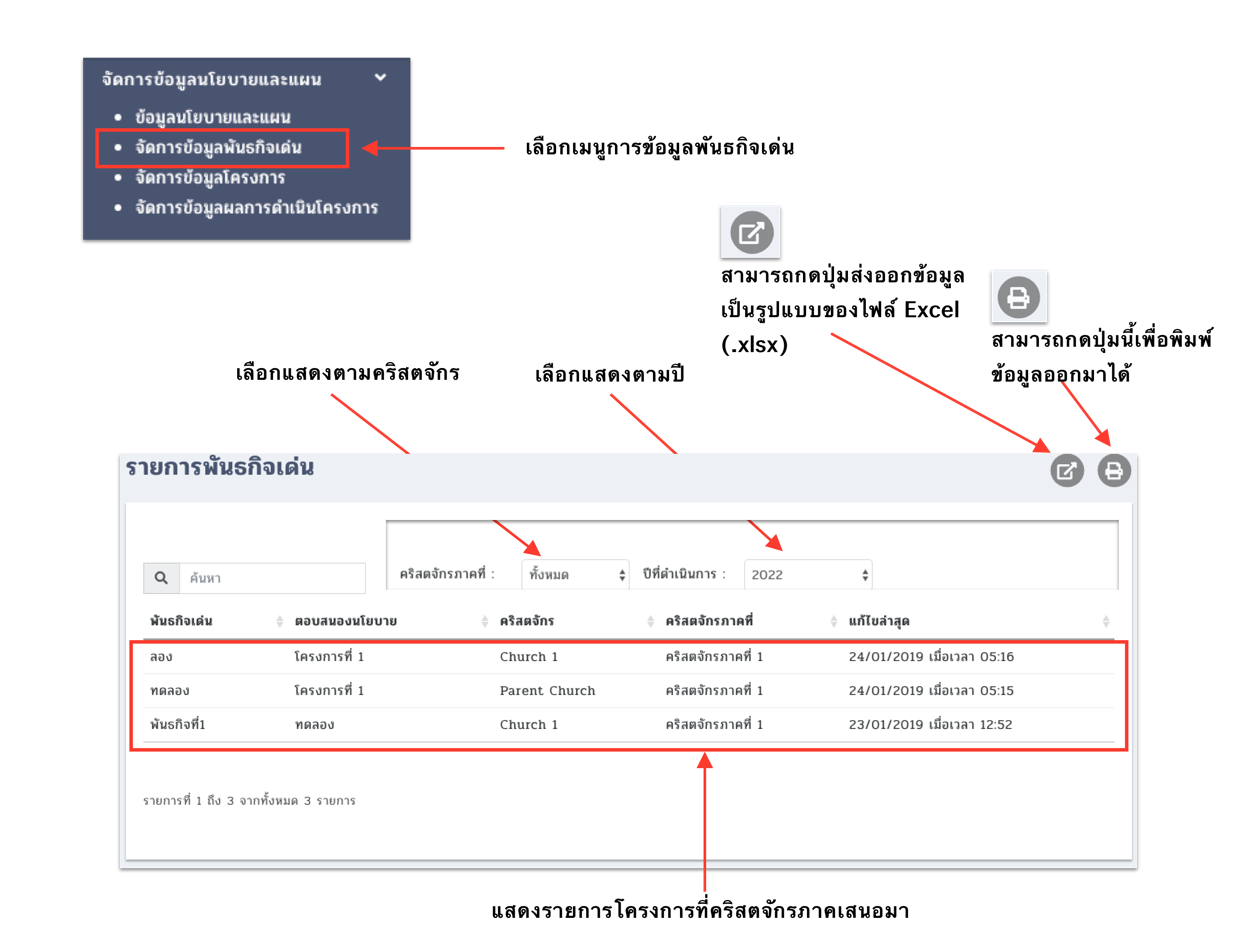 จัดการข้อมูลนโยบายและแผน
• ข้อมูลนโยบายและแผน
• จัดการข้อมูลพันธกิจเด่น
• จัดการข้อมูลโครงการ
• จัดการข้อมูลผลการดำเนินโครงการ
เลือกเมนูการข้อมูลพันธกิจเด่น
สามารถกดปุ่มส่งออกข้อมูล
เป็นรูปแบบของไฟล์ Excel
(.xlsx)
สามารถกดปุ่มนี้เพื่อพิมพ์
ข้อมูลออกมาได้
เลือกแสดงตามคริสตจักร
เลือกแสดงตามปี
รายการพันธกิจเด่น
ค้นหา
คริสตจักรภาคที่ : ทั้งหมด ปีที่ดำเนินการ : 2022
พันธกิจเด่น ตอบสนองนโยบาย คริสตจักร คริสตจักรภาคที่ แก้ไขล่าสุด
ลอง โครงการที่ 1 Church 1 คริสตจักรภาคที่ 1 24/01/2019 เมื่อเวลา 05:16
ทดลอง โครงการที่ 1 Parent Church คริสตจักรภาคที่ 1 24/01/2019 เมื่อเวลา 05:15
พันธกิจที่1 ทดลอง Church 1 คริสตจักรภาคที่ 1 23/01/2019 เมื่อเวลา 12:52
รายการที่ 1 ถึง 3 จากทั้งหมด 3 รายการ
แสดงรายการโครงการที่คริสตจักรภาคเสนอมา